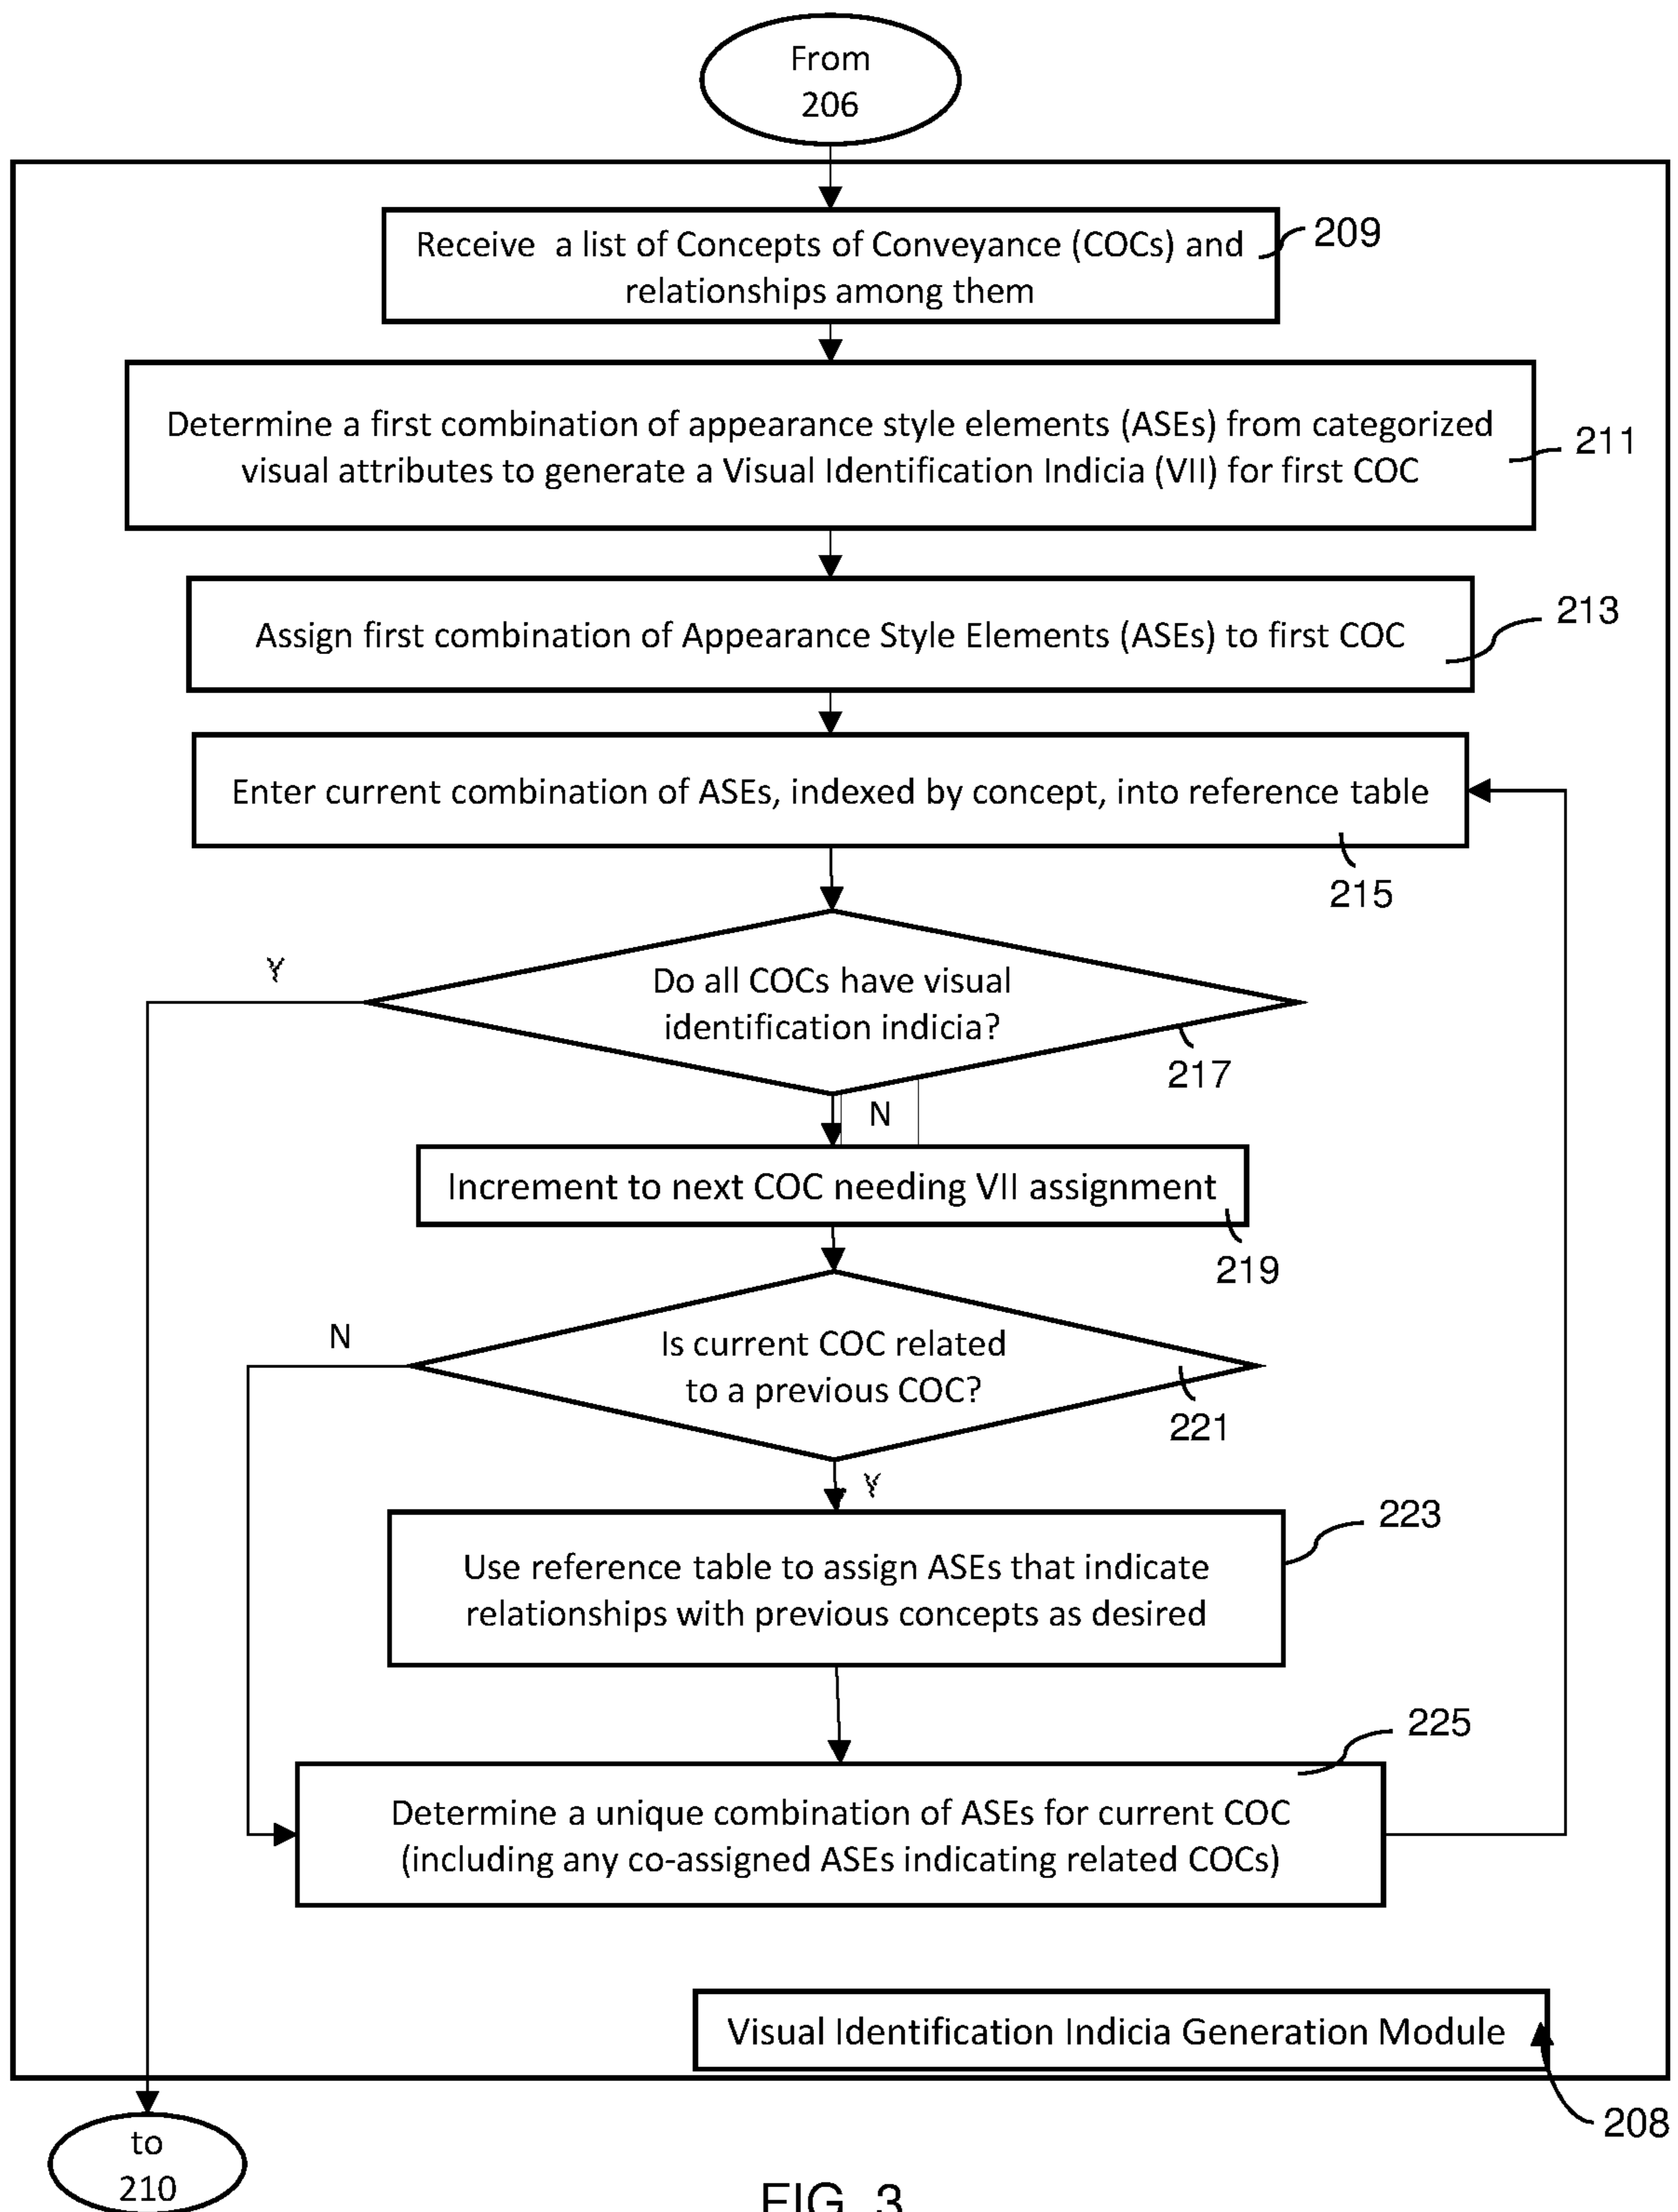 From
206
Receive a list of Concepts of Conveyance (COCs) and
relationships among them
209
Determine a first combination of appearance style elements (ASEs) from categorized
visual attributes to generate a Visual Identification Indicia (VII) for first COC
211
Assign first combination of Appearance Style Elements (ASEs) to first COC
213
Enter current combination of ASEs, indexed by concept, into reference table
215
Y
Do all COCs have visual
identification indicia?
217
N
Increment to next COC needing VII assignment
219
N
Is current COC related
to a previous COC?
221
Y
223
Use reference table to assign ASEs that indicate
relationships with previous concepts as desired
225
Determine a unique combination of ASEs for current COC
(including any co-assigned ASEs indicating related COCs)
Visual Identification Indicia Generation Module
208
to
210
FIG. 3